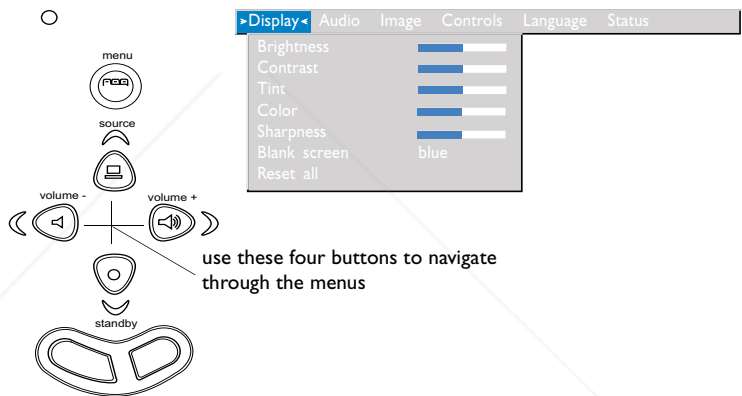 menu
source
volume -
volume +
standby
>Display< Audio Image Controls Language Status
Brightness
Contrast
Tint
Color
Sharpness
Blank screen blue
Reset all
use these four buttons to navigate
through the menus